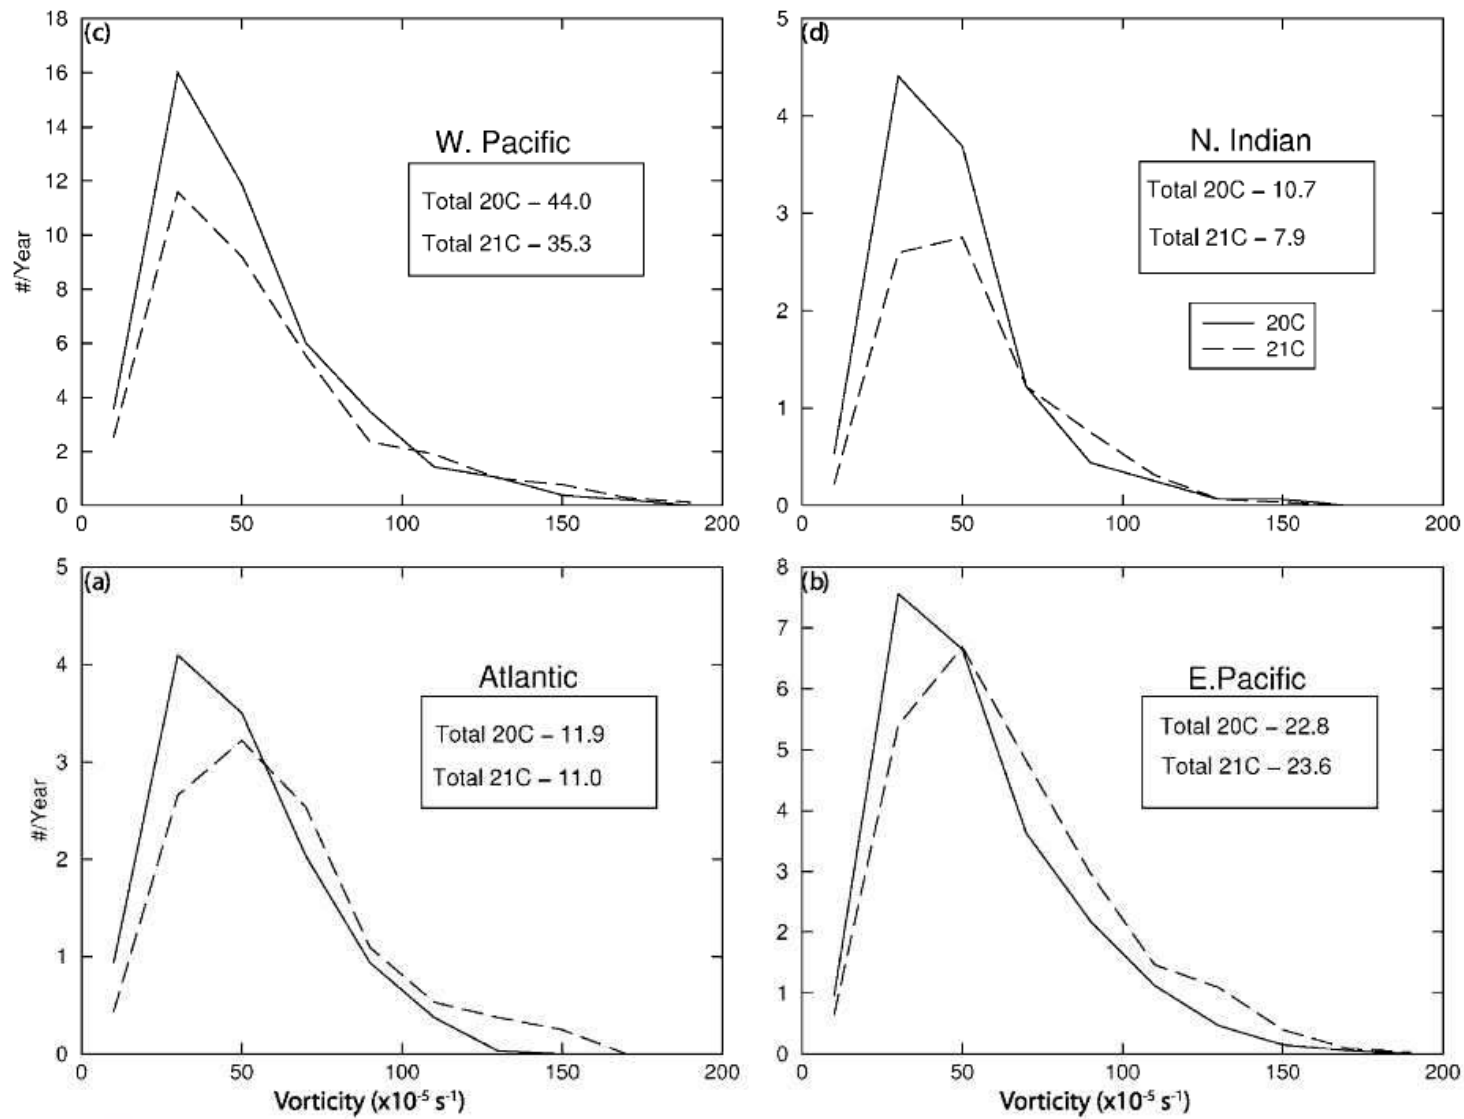 (c)
18
16
14
12
10
8
6
4
2
0
#/Year
W. Pacific
Total 20C – 44.0
Total 21C – 35.3
0 50 100 150 200
(d)
5
4
3
2
1
0
N. Indian
Total 20C – 10.7
Total 21C – 7.9
20C
21C
0 50 100 150 200
(a)
5
4
3
2
1
0
#/Year
Atlantic
Total 20C – 11.9
Total 21C – 11.0
0 50 100 150 200
Vorticity (x10⁻⁵ s⁻¹)
(b)
8
7
6
5
4
3
2
1
0
E.Pacific
Total 20C – 22.8
Total 21C – 23.6
0 50 100 150 200
Vorticity (x10⁻⁵ s⁻¹)